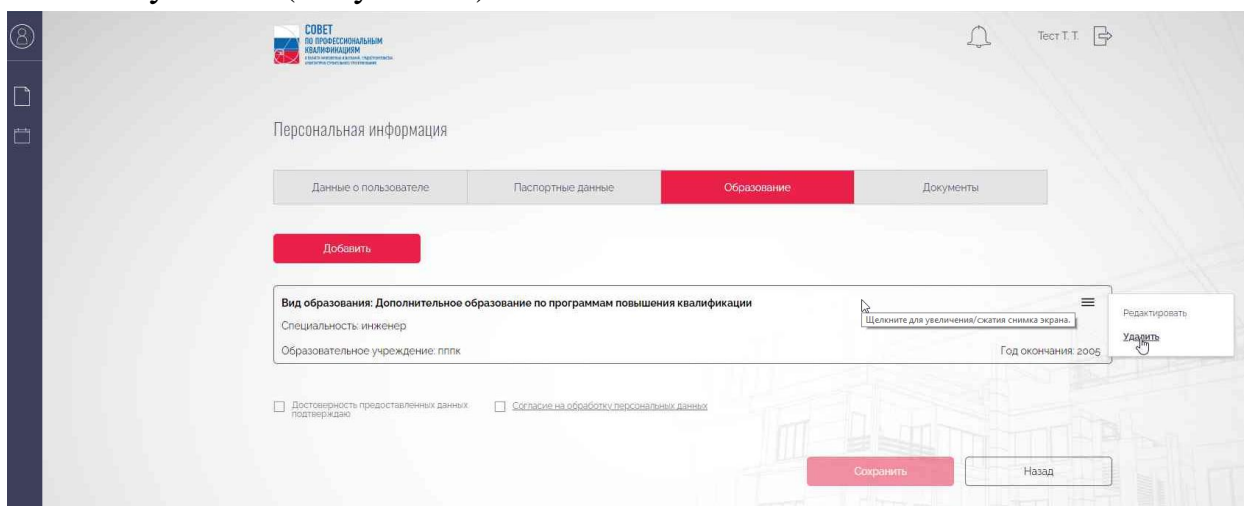 СОВЕТ
ПО ПРОФЕССИОНАЛЬНЫМ
КВАЛИФИКАЦИЯМ
Тест Т. Т.
Персональная информация
Данные о пользователе
Паспортные данные
Образование
Документы
Добавить
Вид образования: Дополнительное образование по программам повышения квалификации
Щелкните для увеличения/сжатия снимка экрана.
Редактировать
Специальность: инженер
Удалить
Образовательное учреждение: пппк
Год окончания: 2005
Достоверность предоставленных данных
подтверждаю
Согласие на обработку персональных данных
Сохранить
Назад